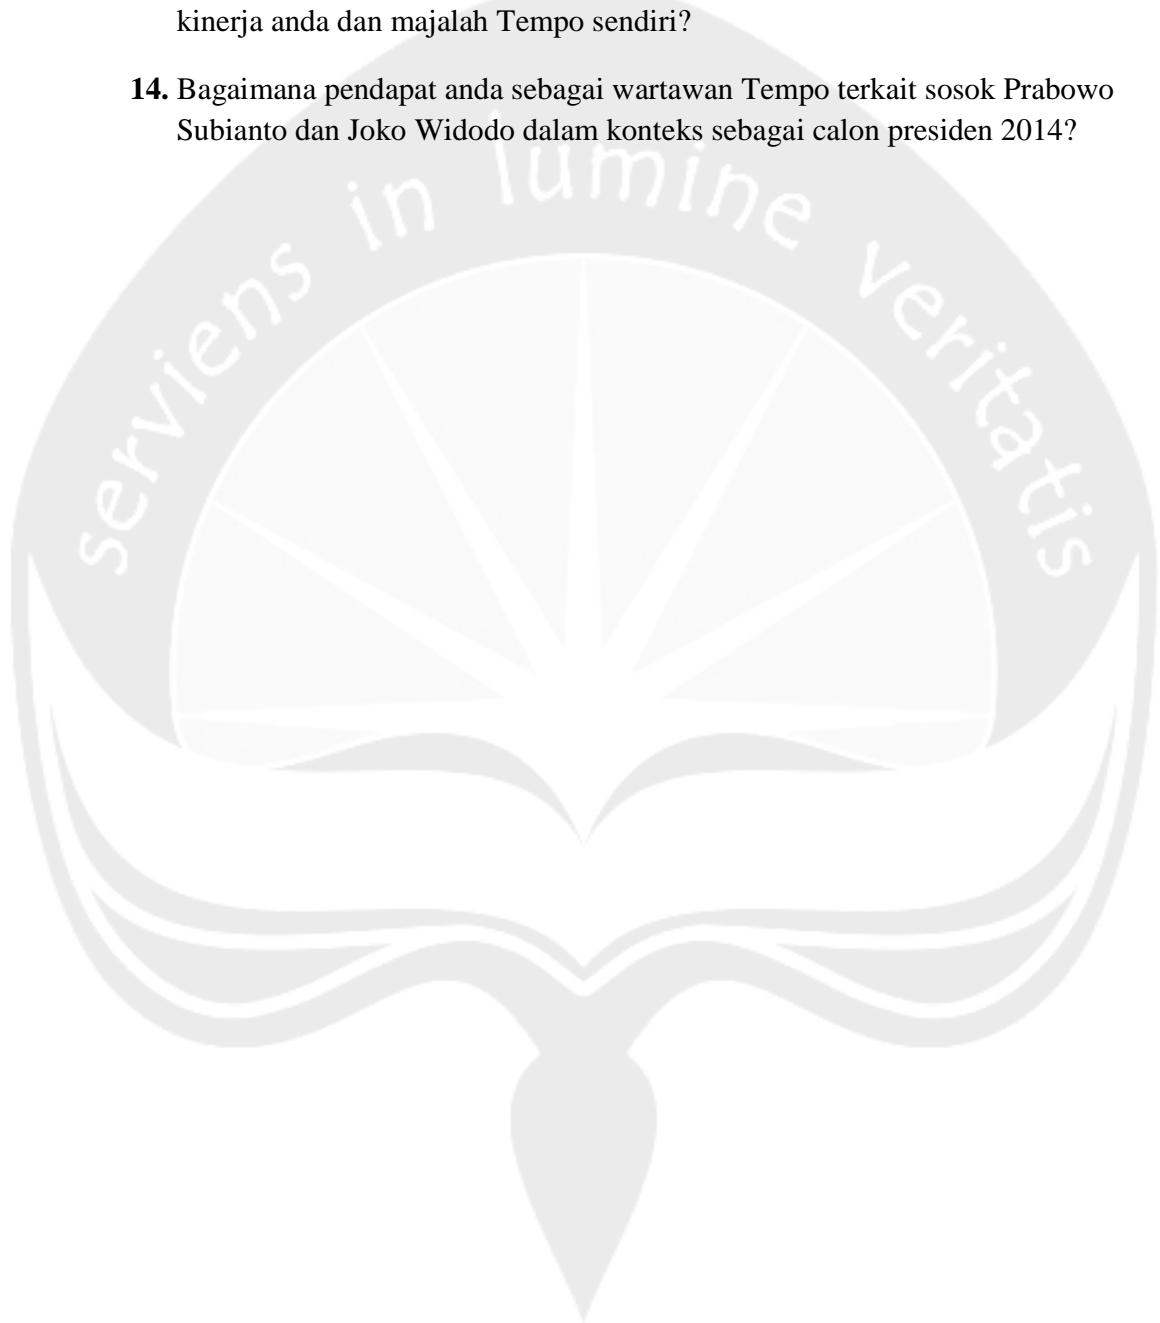 kinerja anda dan majalah Tempo sendiri?
14. Bagaimana pendapat anda sebagai wartawan Tempo terkait sosok Prabowo
Subianto dan Joko Widodo dalam konteks sebagai calon presiden 2014?
serviens in lumine veritatis